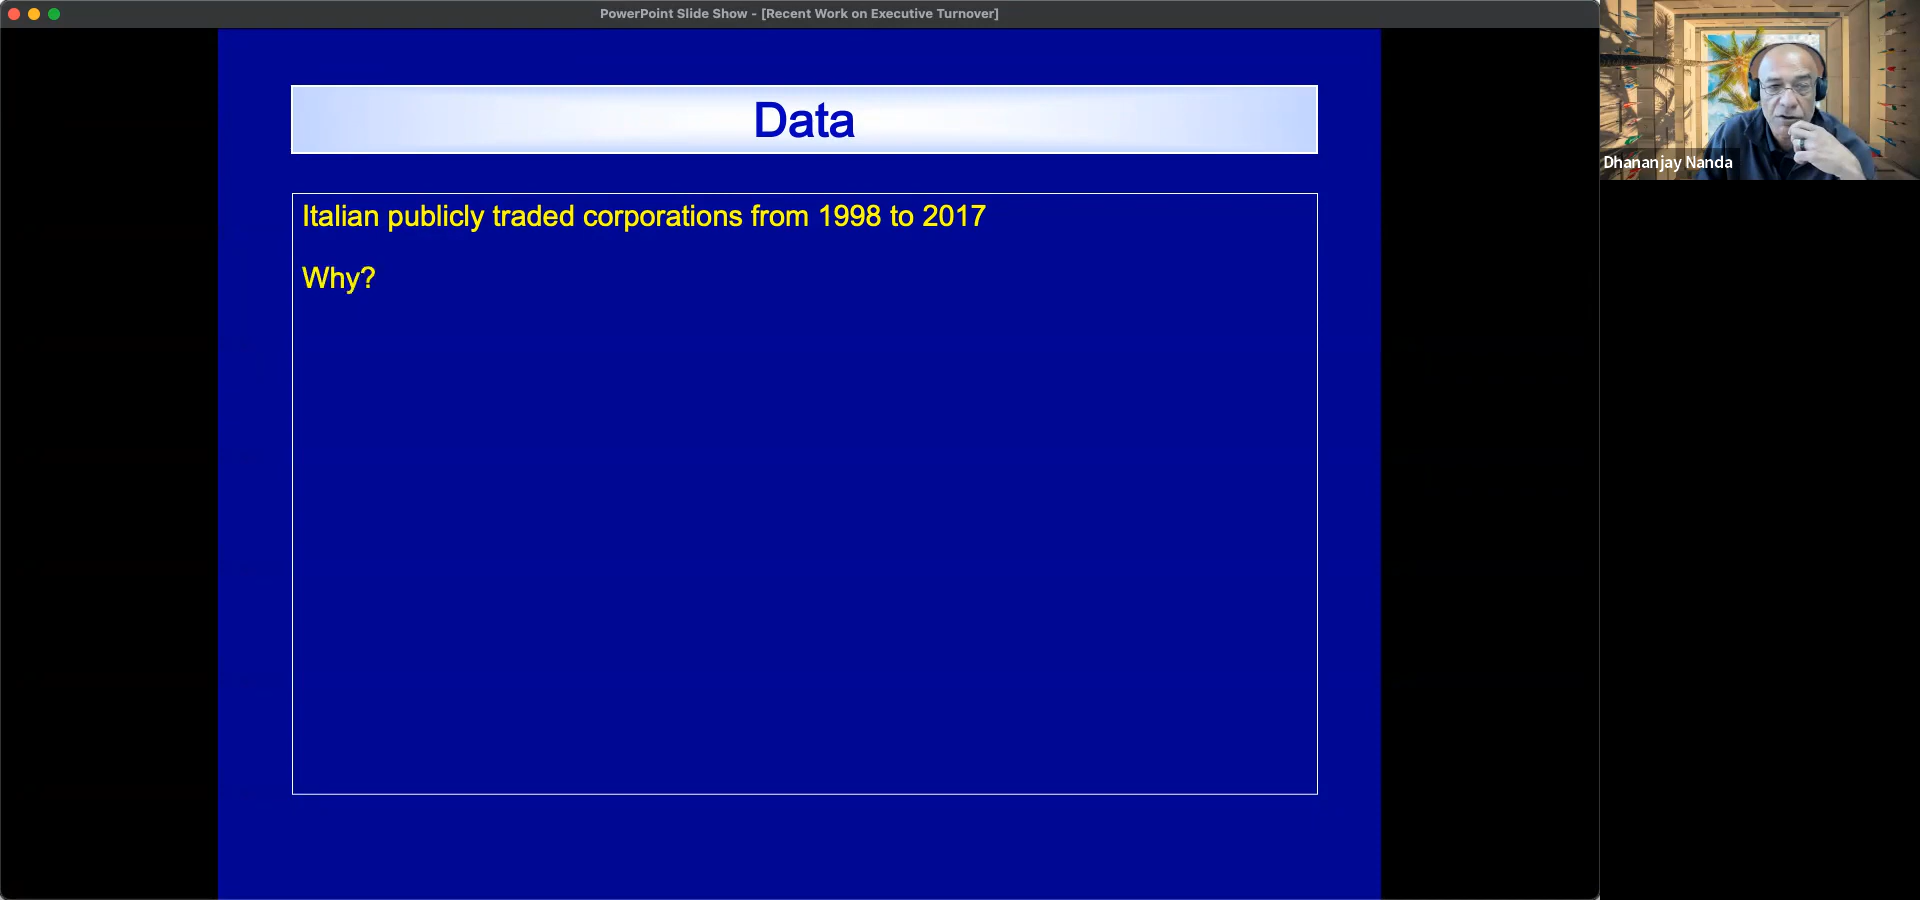 PowerPoint Slide Show - [Recent Work on Executive Turnover]
Data
Italian publicly traded corporations from 1998 to 2017
Why?
Dhananjay Nanda